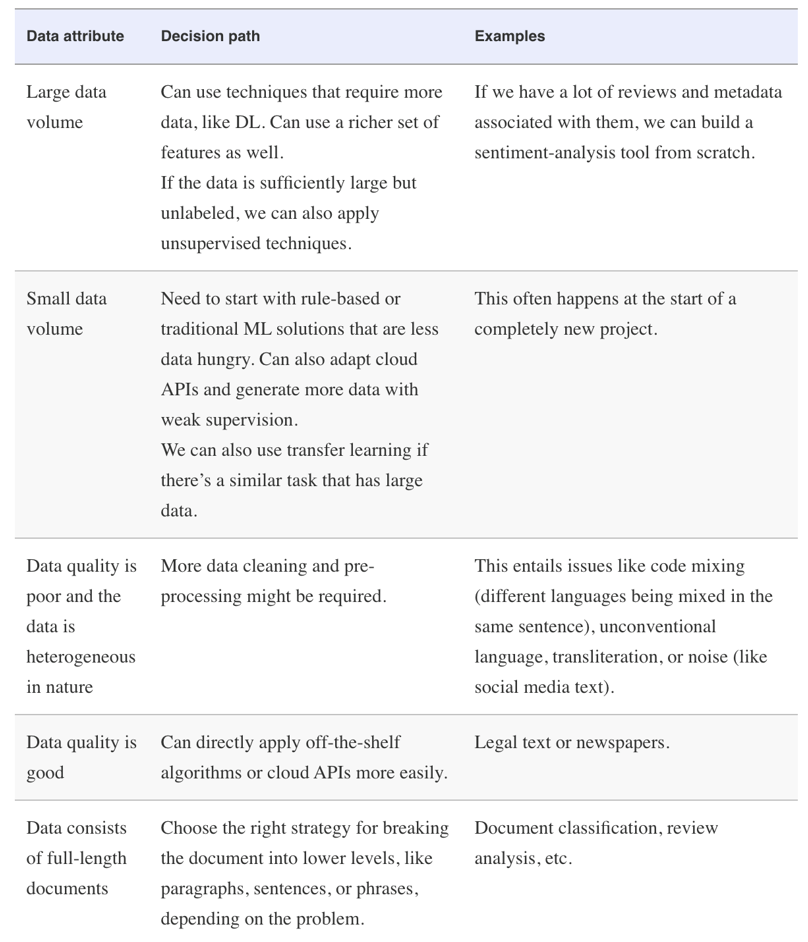 Data attribute
Decision path
Examples
Large data
volume
Can use techniques that require more
data, like DL. Can use a richer set of
features as well.
If the data is sufficiently large but
unlabeled, we can also apply
unsupervised techniques.
If we have a lot of reviews and metadata
associated with them, we can build a
sentiment-analysis tool from scratch.
Small data
volume
Need to start with rule-based or
traditional ML solutions that are less
data hungry. Can also adapt cloud
APIs and generate more data with
weak supervision.
We can also use transfer learning if
there’s a similar task that has large
data.
This often happens at the start of a
completely new project.
Data quality is
poor and the
data is
heterogeneous
in nature
More data cleaning and pre-
processing might be required.
This entails issues like code mixing
(different languages being mixed in the
same sentence), unconventional
language, transliteration, or noise (like
social media text).
Data quality is
good
Can directly apply off-the-shelf
algorithms or cloud APIs more easily.
Legal text or newspapers.
Data consists
of full-length
documents
Choose the right strategy for breaking
the document into lower levels, like
paragraphs, sentences, or phrases,
depending on the problem.
Document classification, review
analysis, etc.